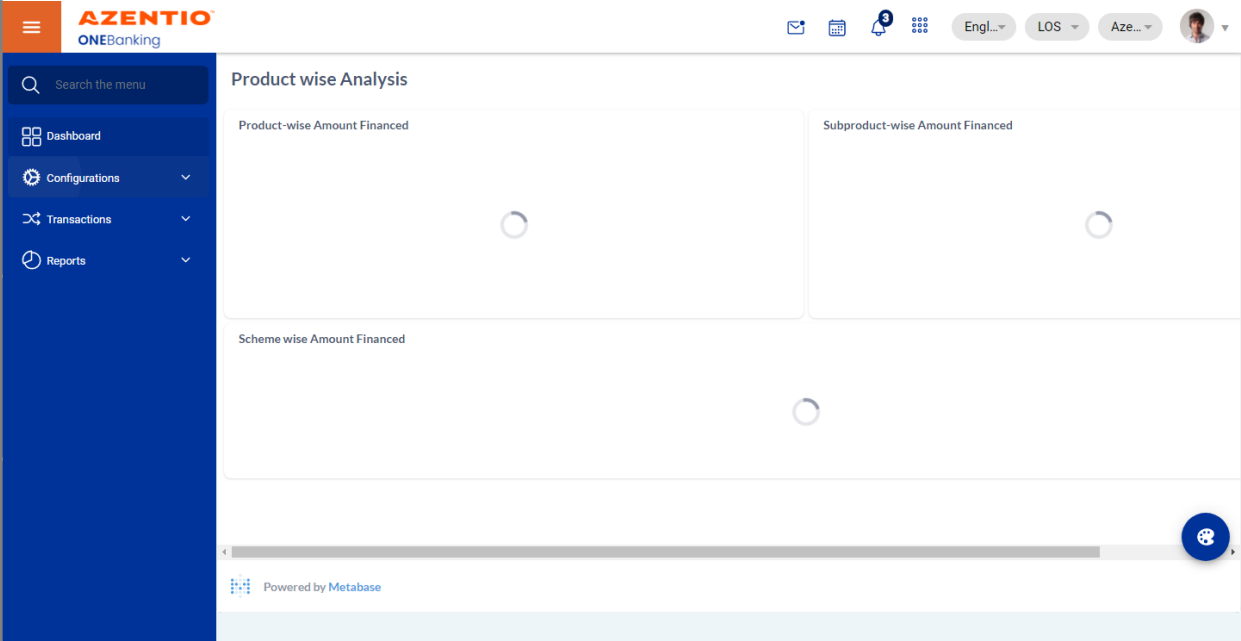 AZENTIO™
ONEBanking
3
Engl...
LOS
Aze...
Search the menu
Dashboard
Configurations
Transactions
Reports
Product wise Analysis
Product-wise Amount Financed
Subproduct-wise Amount Financed
Scheme wise Amount Financed
Powered by Metabase